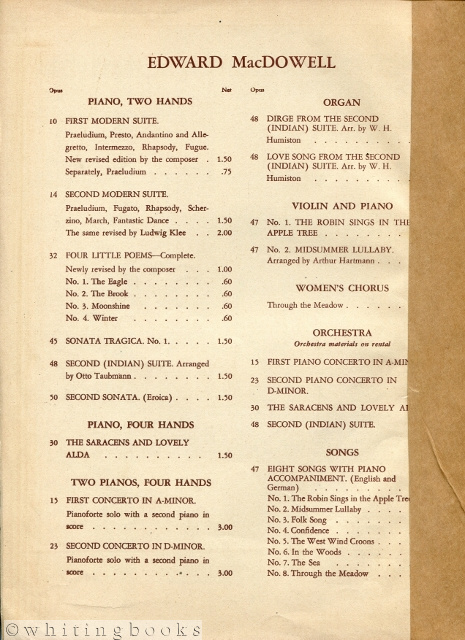 EDWARD MacDOWELL
Opus Net
PIANO, TWO HANDS
10 FIRST MODERN SUITE.
Praeludium, Presto, Andantino and Alle-
gretto, Intermezzo, Rhapsody, Fugue.
New revised edition by the composer . 1.50
Separately, Praeludium . . . . . .75
14 SECOND MODERN SUITE.
Praeludium, Fugato, Rhapsody, Scher-
zino, March, Fantastic Dance . . . . 1.50
The same revised by Ludwig Klee . . 2.00
32 FOUR LITTLE POEMS—Complete.
Newly revised by the composer . . . 1.00
No. 1. The Eagle . . . . . . . .60
No. 2. The Brook . . . . . . . .60
No. 3. Moonshine . . . . . . . .60
No. 4. Winter . . . . . . . .60
45 SONATA TRAGICA. No. 1. . . . . 1.50
48 SECOND (INDIAN) SUITE. Arranged
by Otto Taubmann . . . . . . . 1.50
50 SECOND SONATA. (Eroica) . . . . 1.50
PIANO, FOUR HANDS
30 THE SARACENS AND LOVELY
ALDA . . . . . . . . . . 1.50
TWO PIANOS, FOUR HANDS
15 FIRST CONCERTO IN A-MINOR.
Pianoforte solo with a second piano in
score . . . . . . . . . . . 3.00
23 SECOND CONCERTO IN D-MINOR.
Pianoforte solo with a second piano in
score . . . . . . . . . . . 3.00
Opus
ORGAN
48 DIRGE FROM THE SECOND
(INDIAN) SUITE. Arr. by W. H.
Humiston . . . . . . . .
48 LOVE SONG FROM THE SECOND
(INDIAN) SUITE. Arr. by W. H.
Humiston . . . . . . . .
VIOLIN AND PIANO
47 No. 1. THE ROBIN SINGS IN THE
APPLE TREE . . . . . . . .
47 No. 2. MIDSUMMER LULLABY.
Arranged by Arthur Hartmann . . .
WOMEN'S CHORUS
Through the Meadow . . . . . .
ORCHESTRA
Orchestra materials on rental
15 FIRST PIANO CONCERTO IN A-MIN
23 SECOND PIANO CONCERTO IN
D-MINOR.
30 THE SARACENS AND LOVELY AL
48 SECOND (INDIAN) SUITE.
SONGS
47 EIGHT SONGS WITH PIANO
ACCOMPANIMENT. (English and
German) . . . . . . . . .
No. 1. The Robin Sings in the Apple Tree
No. 2. Midsummer Lullaby . . . .
No. 3. Folk Song . . . . . . .
No. 4. Confidence . . . . . . .
No. 5. The West Wind Croons . . .
No. 6. In the Woods . . . . . .
No. 7. The Sea . . . . . . . .
No. 8. Through the Meadow . . . .
©whitingbooks